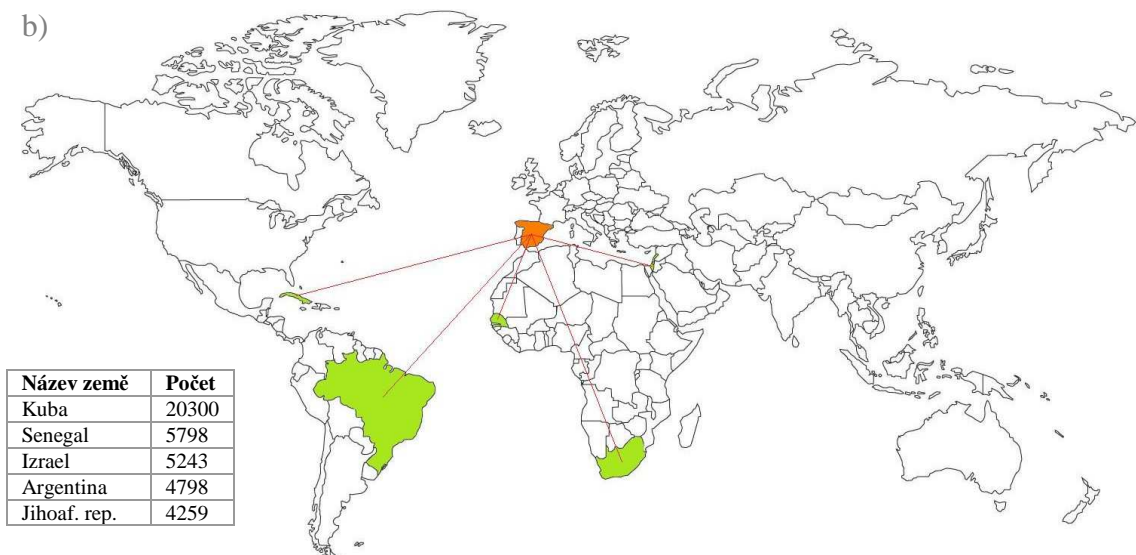 b)
Název země Počet
Kuba 20300
Senegal 5798
Izrael 5243
Argentina 4798
Jihoaf. rep. 4259